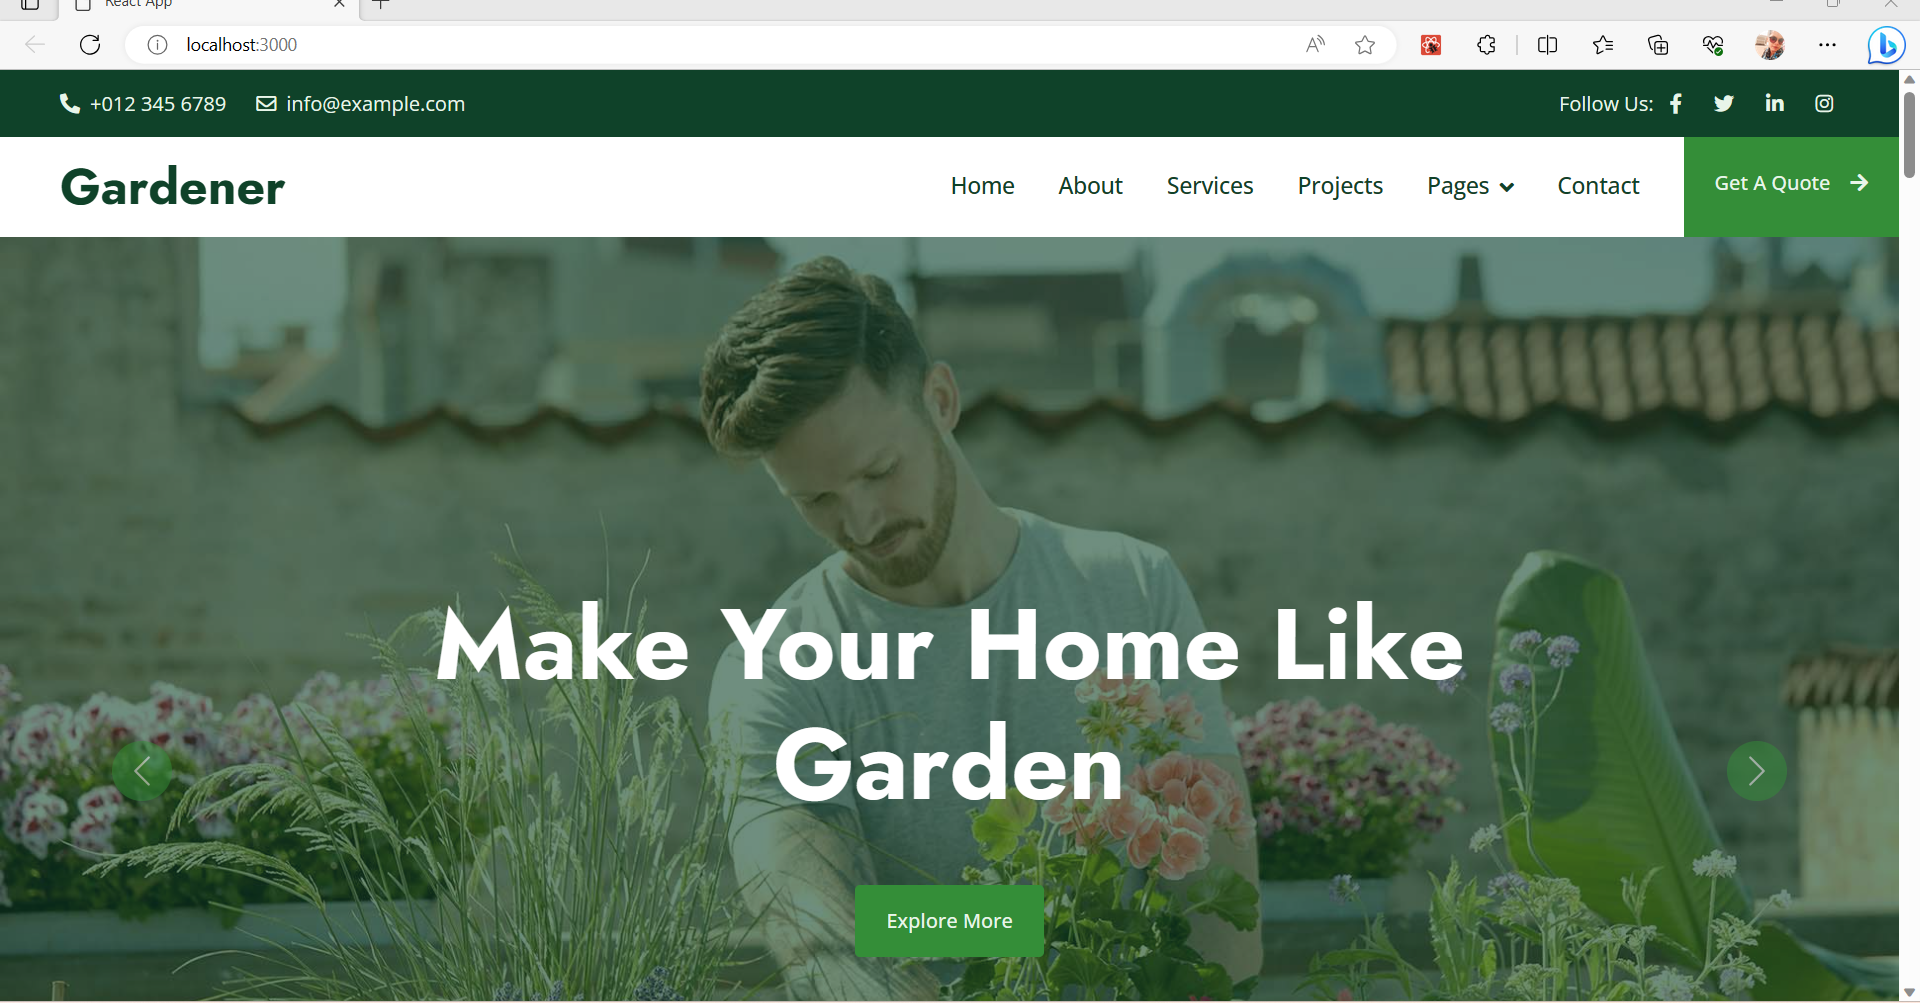 React App
localhost:3000
+012 345 6789 info@example.com Follow Us:
Gardener Home About Services Projects Pages Contact Get A Quote
Make Your Home Like
Garden
Explore More